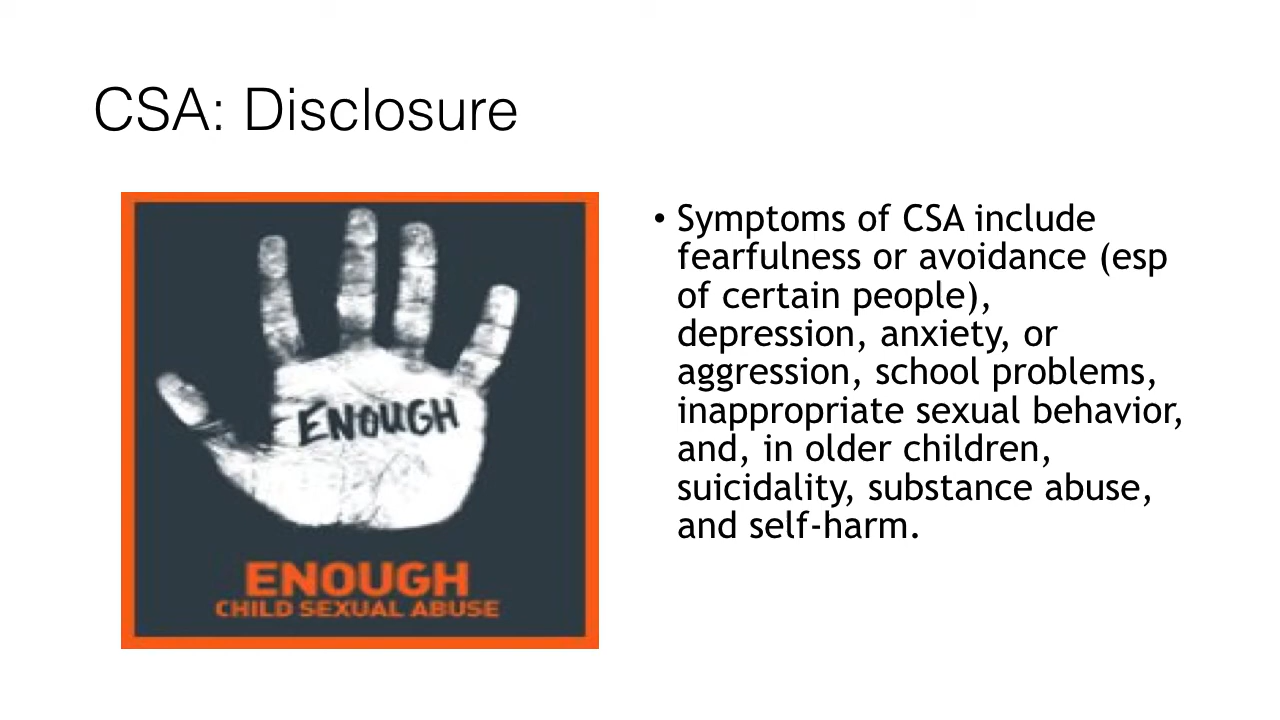 CSA: Disclosure
ENOUGH
ENOUGH
CHILD SEXUAL ABUSE
• Symptoms of CSA include
fearfulness or avoidance (esp
of certain people),
depression, anxiety, or
aggression, school problems,
inappropriate sexual behavior,
and, in older children,
suicidality, substance abuse,
and self-harm.